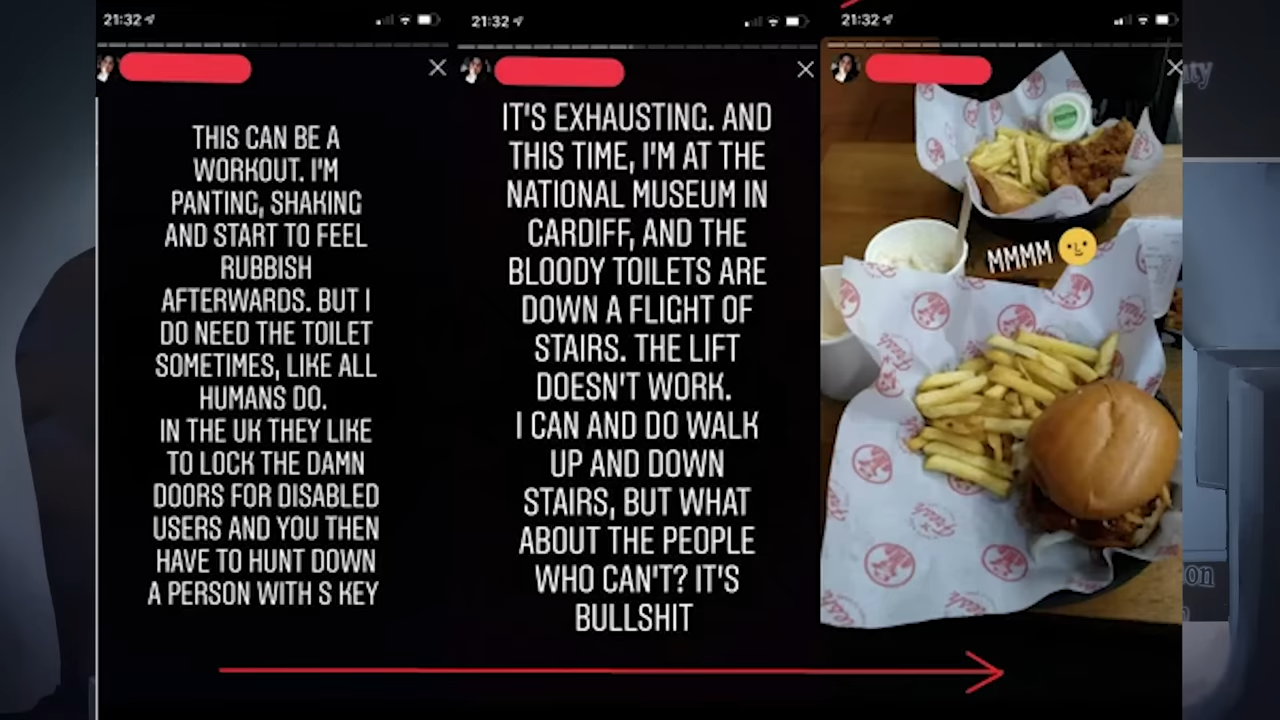 21:32
THIS CAN BE A
WORKOUT. I'M
PANTING, SHAKING
AND START TO FEEL
RUBBISH
AFTERWARDS. BUT I
DO NEED THE TOILET
SOMETIMES, LIKE ALL
HUMANS DO.
IN THE UK THEY LIKE
TO LOCK THE DAMN
DOORS FOR DISABLED
USERS AND YOU THEN
HAVE TO HUNT DOWN
A PERSON WITH S KEY
21:32
IT'S EXHAUSTING. AND
THIS TIME, I'M AT THE
NATIONAL MUSEUM IN
CARDIFF, AND THE
BLOODY TOILETS ARE
DOWN A FLIGHT OF
STAIRS. THE LIFT
DOESN'T WORK.
I CAN AND DO WALK
UP AND DOWN
STAIRS, BUT WHAT
ABOUT THE PEOPLE
WHO CAN'T? IT'S
BULLSHIT
21:32
MMMM
Fresh
Fresh
Fresh